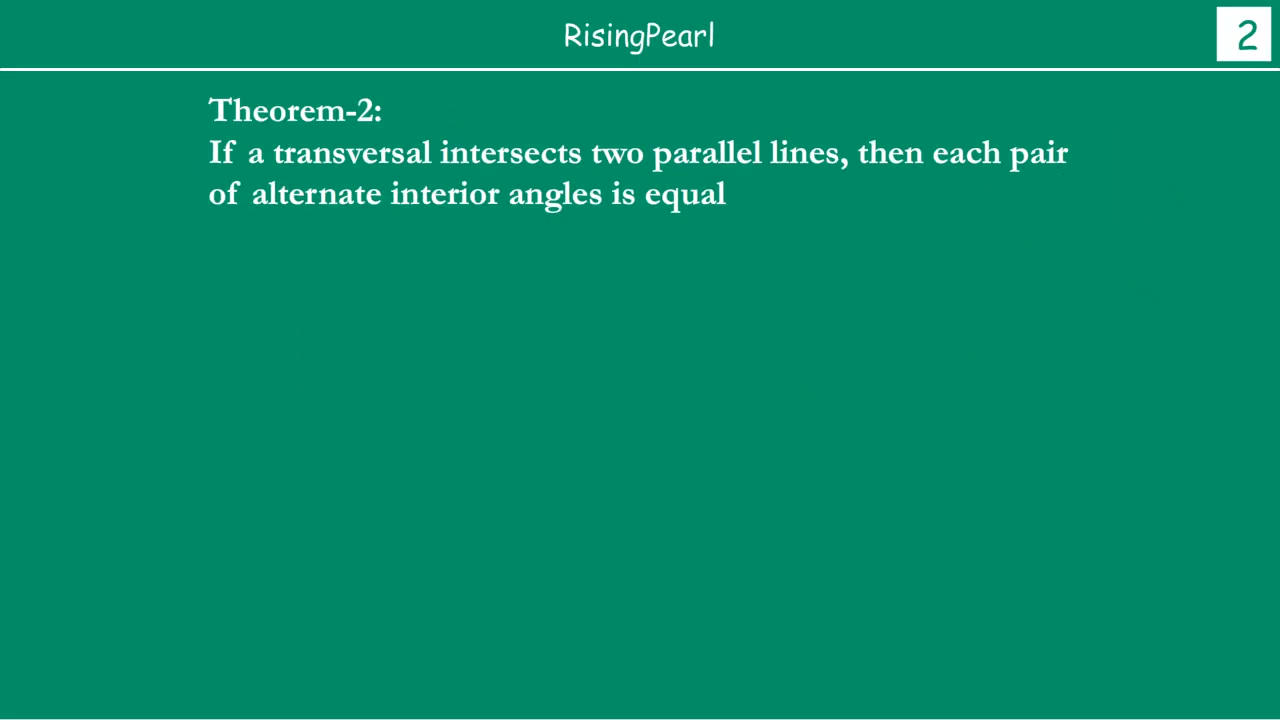 RisingPearl
2
Theorem-2:
If a transversal intersects two parallel lines, then each pair
of alternate interior angles is equal